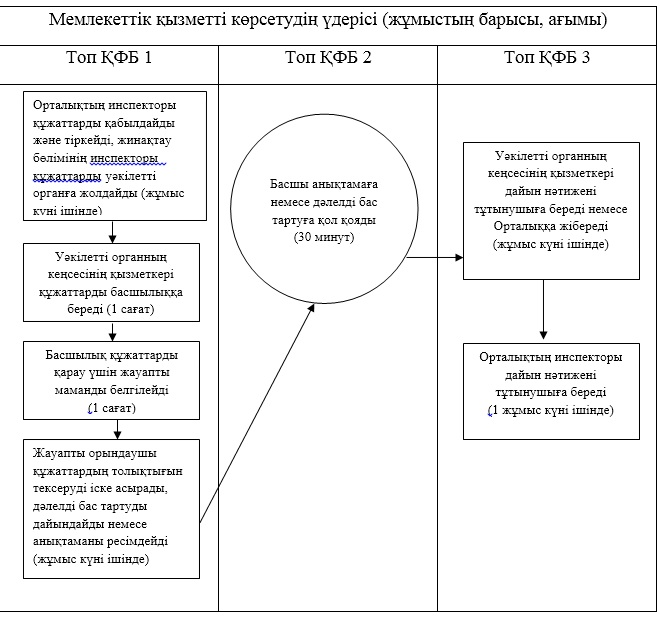 Мемлекеттік қызметті көрсетудің үдерісі (жұмыстың барысы, ағымы)
Топ ҚФБ 1
Топ ҚФБ 2
Топ ҚФБ 3
Орталықтың инспекторы
құжаттарды қабылдайды
және тіркейді, жинақтау
бөлімінің инспекторы
құжаттарды уәкілетті
органға жолдайды (жұмыс
күні ішінде)
Уәкілетті органның
кеңсесінің қызметкері
құжаттарды басшылыққа
береді (1 сағат)
Басшылық құжаттарды
қарау үшін жауапты
маманды белгілейді
(1 сағат)
Жауапты орындаушы
құжаттардың толықтығын
тексеруді іске асырады,
дәлелді бас тартуды
дайындайды немесе
анықтаманы ресімдейді
(жұмыс күні ішінде)
Басшы анықтамаға
немесе дәлелді бас
тартуға қол қояды
(30 минут)
Уәкілетті органның
кеңсесінің қызметкері
дайын нәтижені
тұтынушыға береді немесе
Орталыққа жібереді
(жұмыс күні ішінде)
Орталықтың инспекторы
дайын нәтижені
тұтынушыға береді
(1 жұмыс күні ішінде)